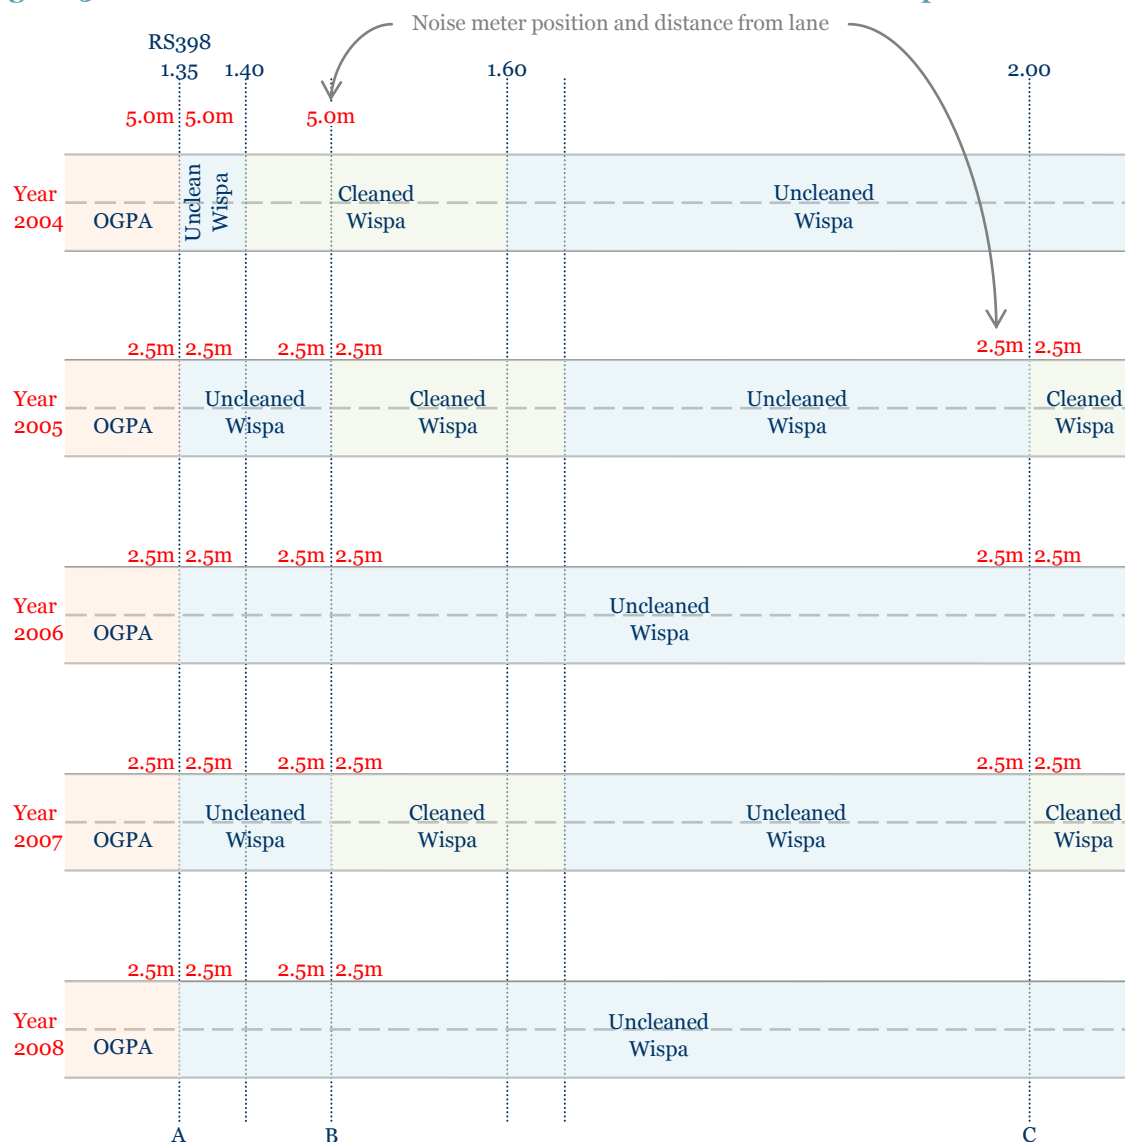 Noise meter position and distance from lane
RS398
1.35 1.40 1.60 2.00
5.0m 5.0m 5.0m
Year
2004
OGPA
Unclean
Wispa
Cleaned
Wispa
Uncleaned
Wispa
2.5m 2.5m 2.5m 2.5m 2.5m 2.5m
Year
2005
OGPA
Uncleaned
Wispa
Cleaned
Wispa
Uncleaned
Wispa
Cleaned
Wispa
2.5m 2.5m 2.5m 2.5m 2.5m 2.5m
Year
2006
OGPA
Uncleaned
Wispa
2.5m 2.5m 2.5m 2.5m 2.5m 2.5m
Year
2007
OGPA
Uncleaned
Wispa
Cleaned
Wispa
Uncleaned
Wispa
Cleaned
Wispa
2.5m 2.5m 2.5m 2.5m
Year
2008
OGPA
Uncleaned
Wispa
A B C